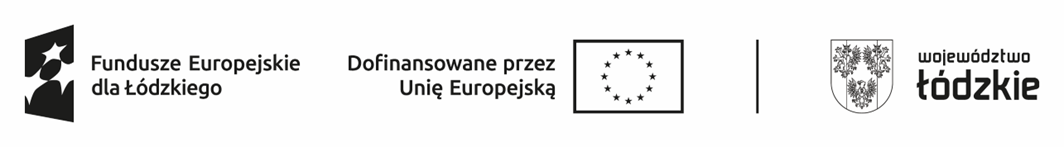 Fundusze Europejskie
dla Łódzkiego
Dofinansowane przez
Unię Europejską
województwo
łódzkie